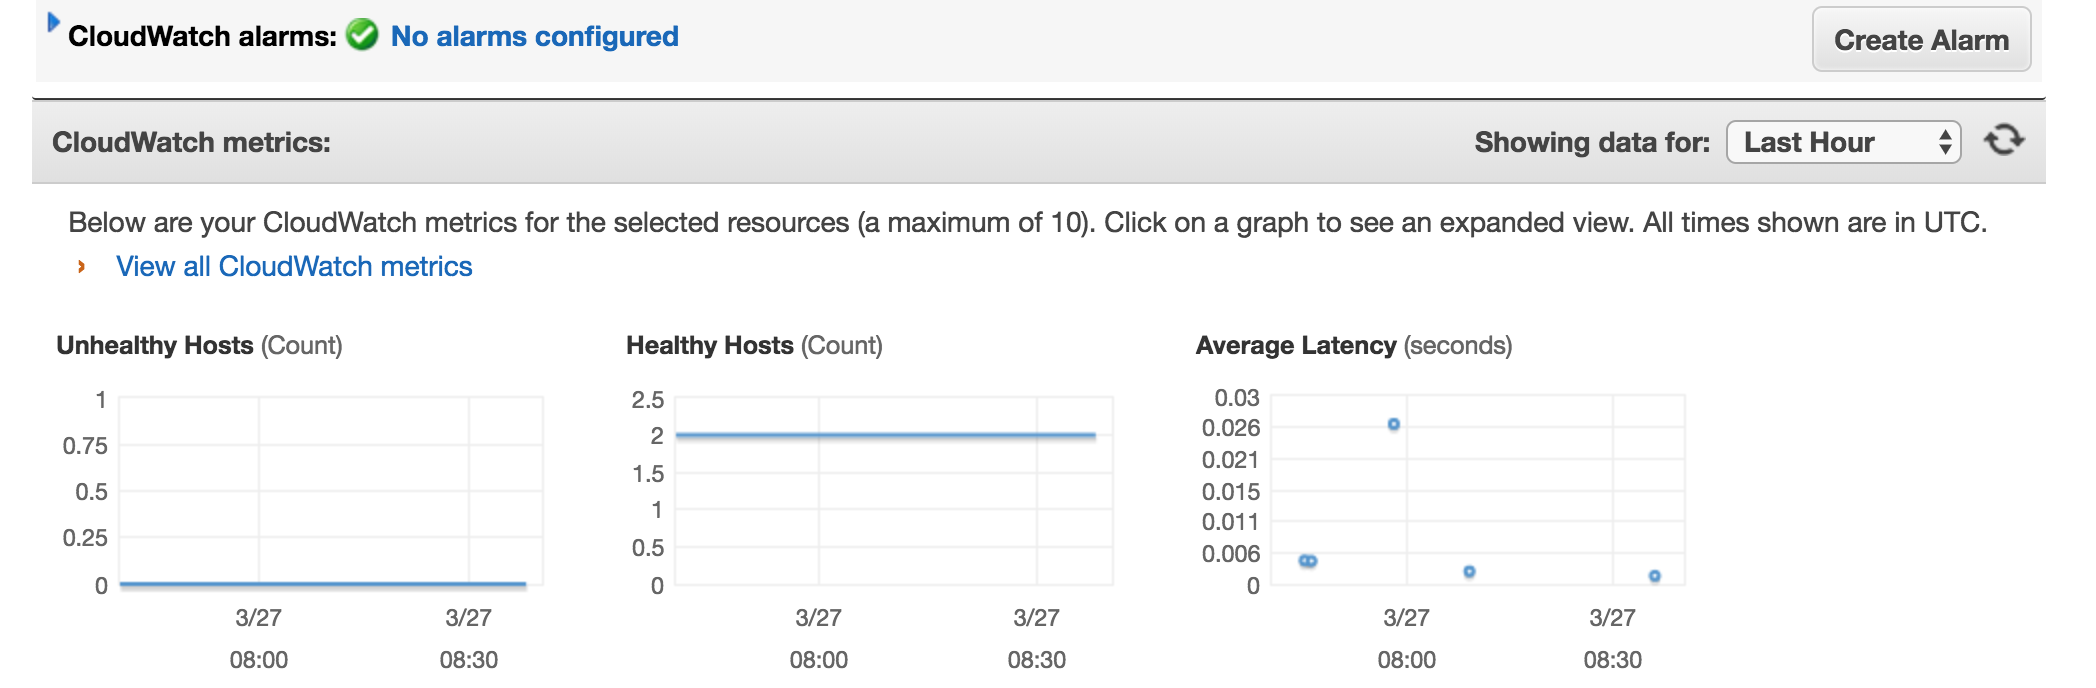 CloudWatch alarms: No alarms configured
Create Alarm
CloudWatch metrics:
Showing data for: Last Hour
Below are your CloudWatch metrics for the selected resources (a maximum of 10). Click on a graph to see an expanded view. All times shown are in UTC.
View all CloudWatch metrics
Unhealthy Hosts (Count)
1
0.75
0.5
0.25
0
3/27 3/27
08:00 08:30
Healthy Hosts (Count)
2.5
2
1.5
1
0.5
0
3/27 3/27
08:00 08:30
Average Latency (seconds)
0.03
0.026
0.021
0.015
0.011
0.006
0
3/27 3/27
08:00 08:30